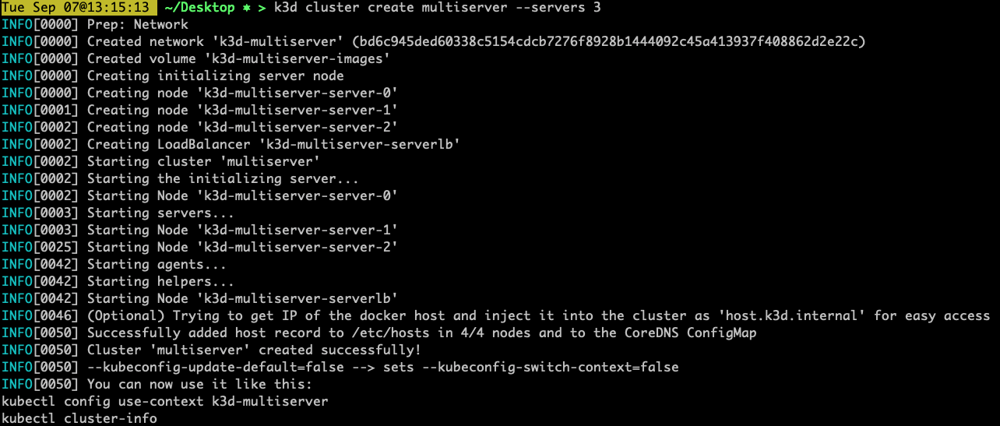 Tue Sep 07@13:15:13 ~/Desktop * > k3d cluster create multiserver --servers 3
INFO[0000] Prep: Network
INFO[0000] Created network 'k3d-multiserver' (bd6c945ded60338c5154cdcb7276f8928b1444092c45a413937f408862d2e22c)
INFO[0000] Created volume 'k3d-multiserver-images'
INFO[0000] Creating initializing server node
INFO[0000] Creating node 'k3d-multiserver-server-0'
INFO[0001] Creating node 'k3d-multiserver-server-1'
INFO[0002] Creating node 'k3d-multiserver-server-2'
INFO[0002] Creating LoadBalancer 'k3d-multiserver-serverlb'
INFO[0002] Starting cluster 'multiserver'
INFO[0002] Starting the initializing server...
INFO[0002] Starting Node 'k3d-multiserver-server-0'
INFO[0003] Starting servers...
INFO[0003] Starting Node 'k3d-multiserver-server-1'
INFO[0025] Starting Node 'k3d-multiserver-server-2'
INFO[0042] Starting agents...
INFO[0042] Starting helpers...
INFO[0042] Starting Node 'k3d-multiserver-serverlb'
INFO[0046] (Optional) Trying to get IP of the docker host and inject it into the cluster as 'host.k3d.internal' for easy access
INFO[0050] Successfully added host record to /etc/hosts in 4/4 nodes and to the CoreDNS ConfigMap
INFO[0050] Cluster 'multiserver' created successfully!
INFO[0050] --kubeconfig-update-default=false --> sets --kubeconfig-switch-context=false
INFO[0050] You can now use it like this:
kubectl config use-context k3d-multiserver
kubectl cluster-info